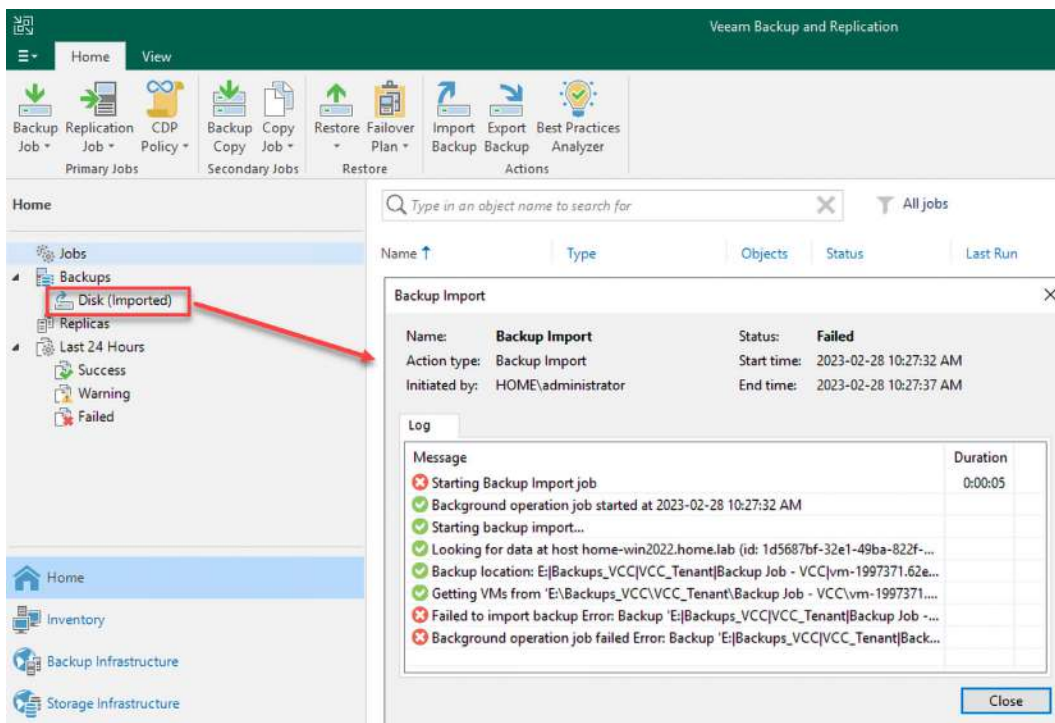 Veeam Backup and Replication
Home View
Backup Job Replication Job CDP Policy Backup Copy Copy Job Restore Failover Plan Import Backup Export Backup Best Practices Analyzer
Primary Jobs Secondary Jobs Restore Actions
Home
Type in an object name to search for
All jobs
Jobs
Backups
Disk (Imported)
Replicas
Last 24 Hours
Success
Warning
Failed
Name Type Objects Status Last Run
Backup Import
Name: Backup Import Status: Failed
Action type: Backup Import Start time: 2023-02-28 10:27:32 AM
Initiated by: HOME\administrator End time: 2023-02-28 10:27:37 AM
Log
Message Duration
Starting Backup Import job 0:00:05
Background operation job started at 2023-02-28 10:27:32 AM
Starting backup import...
Looking for data at host home-win2022.home.lab (id: 1d5687bf-32e1-49ba-822f-...
Backup location: E:|Backups_VCC|VCC_Tenant|Backup Job - VCC|vm-1997371.62e...
Getting VMs from 'E:\Backups_VCC\VCC_Tenant\Backup Job - VCC\vm-1997371....
Failed to import backup Error: Backup 'E:|Backups_VCC|VCC_Tenant|Backup Job -...
Background operation job failed Error: Backup 'E:|Backups_VCC|VCC_Tenant|Back...
Close
Home
Inventory
Backup Infrastructure
Storage Infrastructure